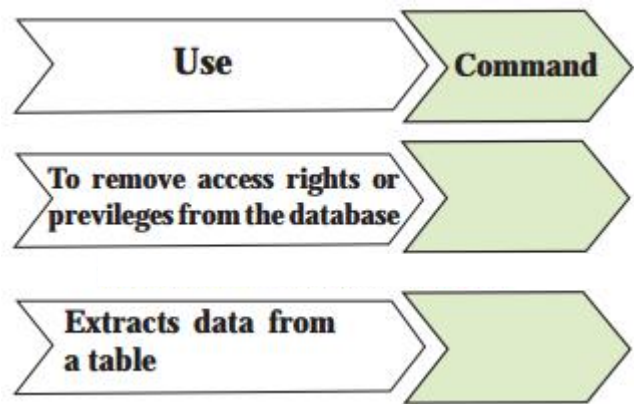 Use
Command
To remove access rights or
previleges from the database
Extracts data from
a table